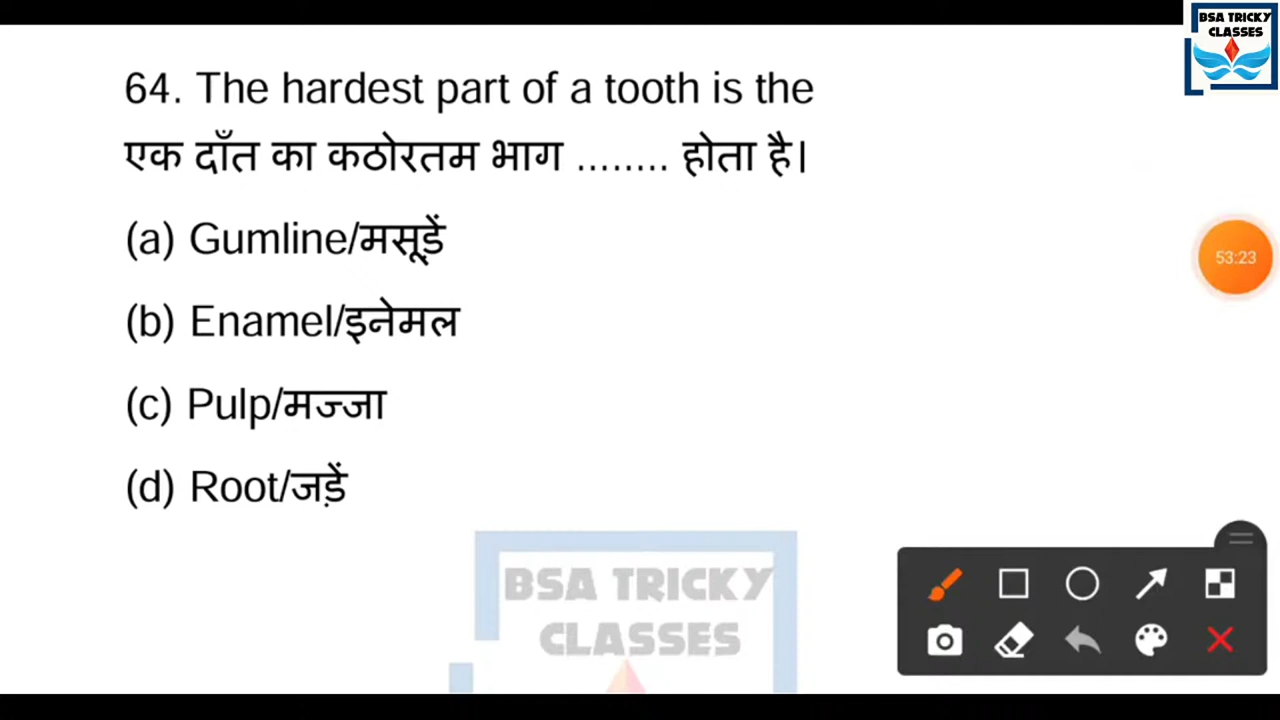 BSA TRICKY
CLASSES
64. The hardest part of a tooth is the
एक दाँत का कठोरतम भाग ........ होता है।
(a) Gumline/मसूड़ें
53:23
(b) Enamel/इनेमल
(c) Pulp/मज्जा
(d) Root/जड़ें
BSA TRICKY
CLASSES